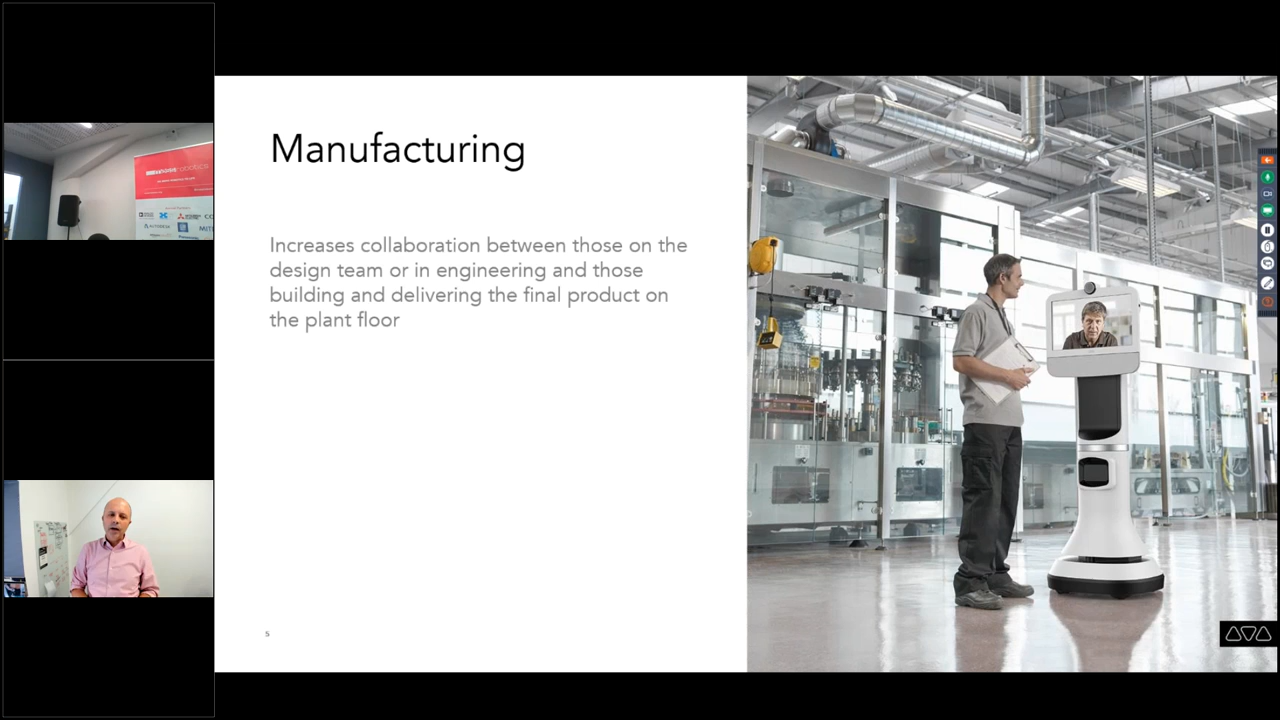 Manufacturing
Increases collaboration between those on the
design team or in engineering and those
building and delivering the final product on
the plant floor
5
AUTODESK